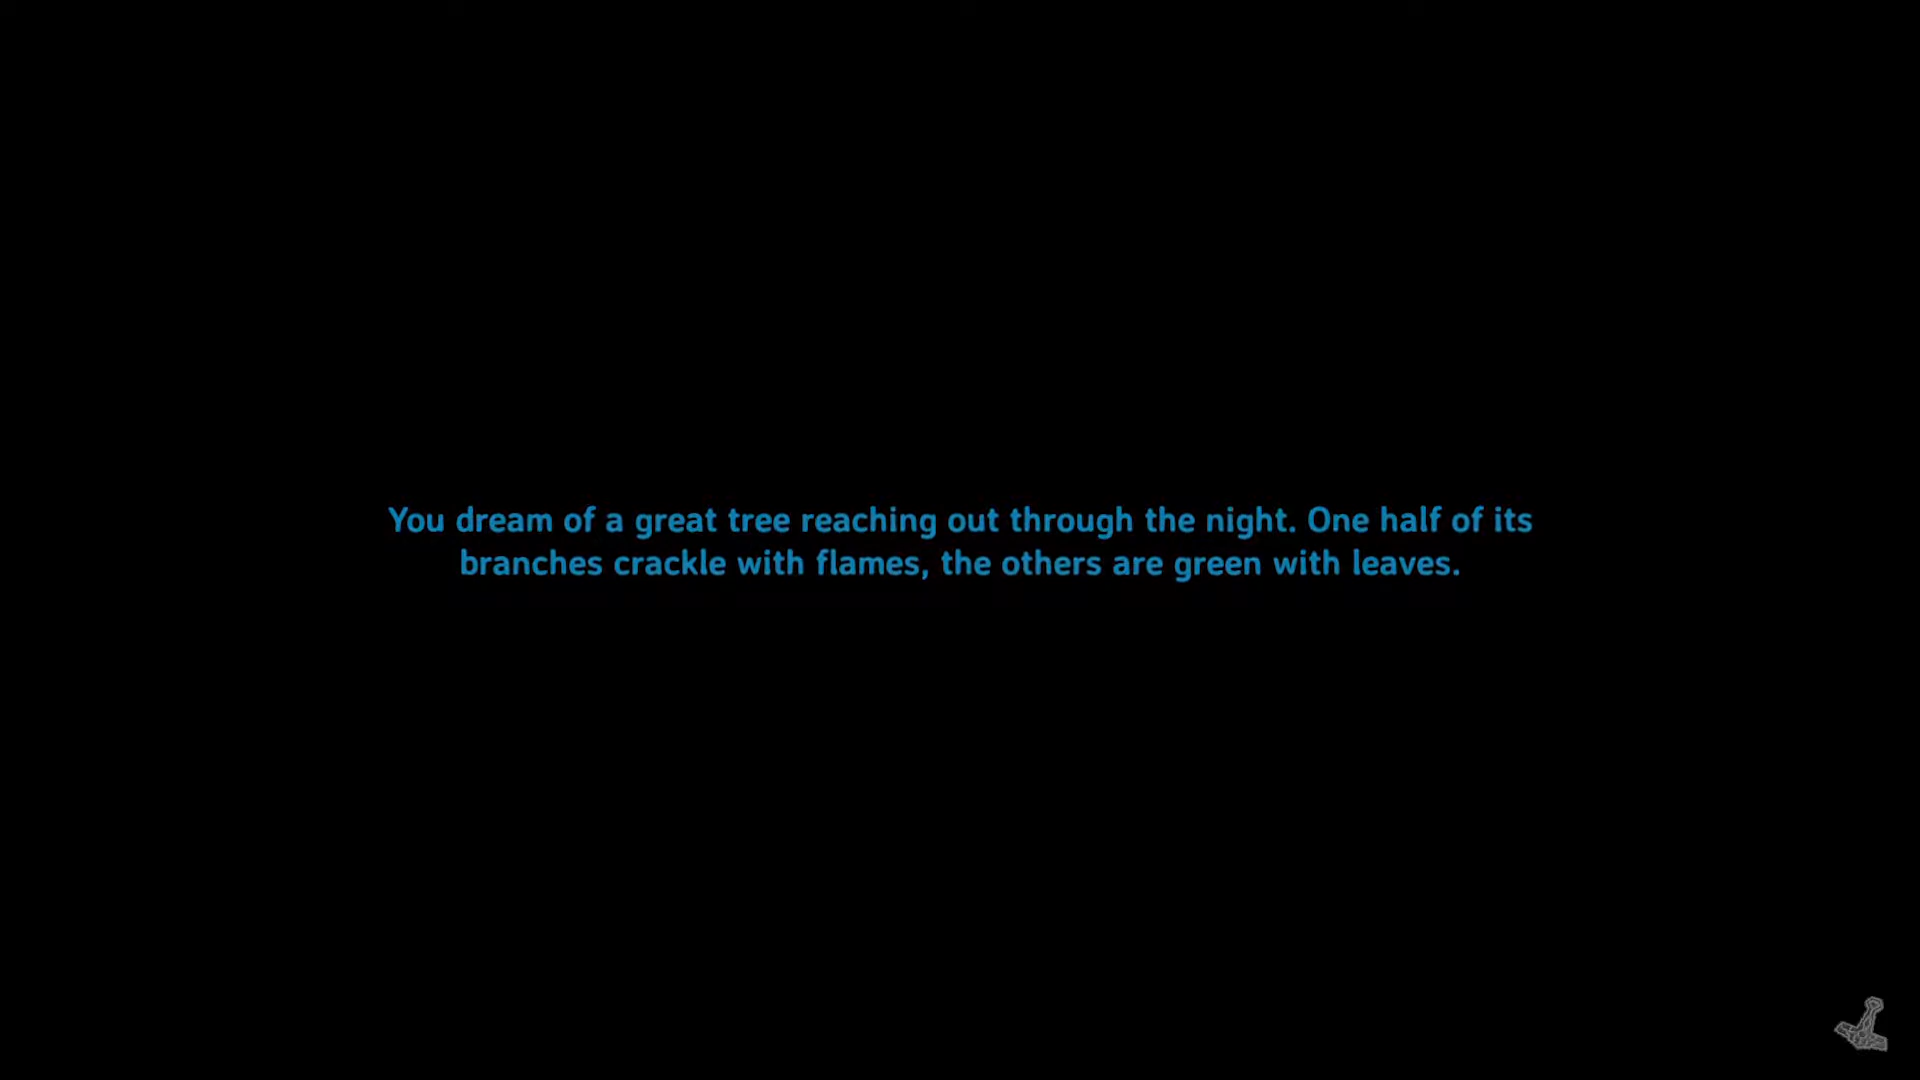 You dream of a great tree reaching out through the night. One half of its
branches crackle with flames, the others are green with leaves.